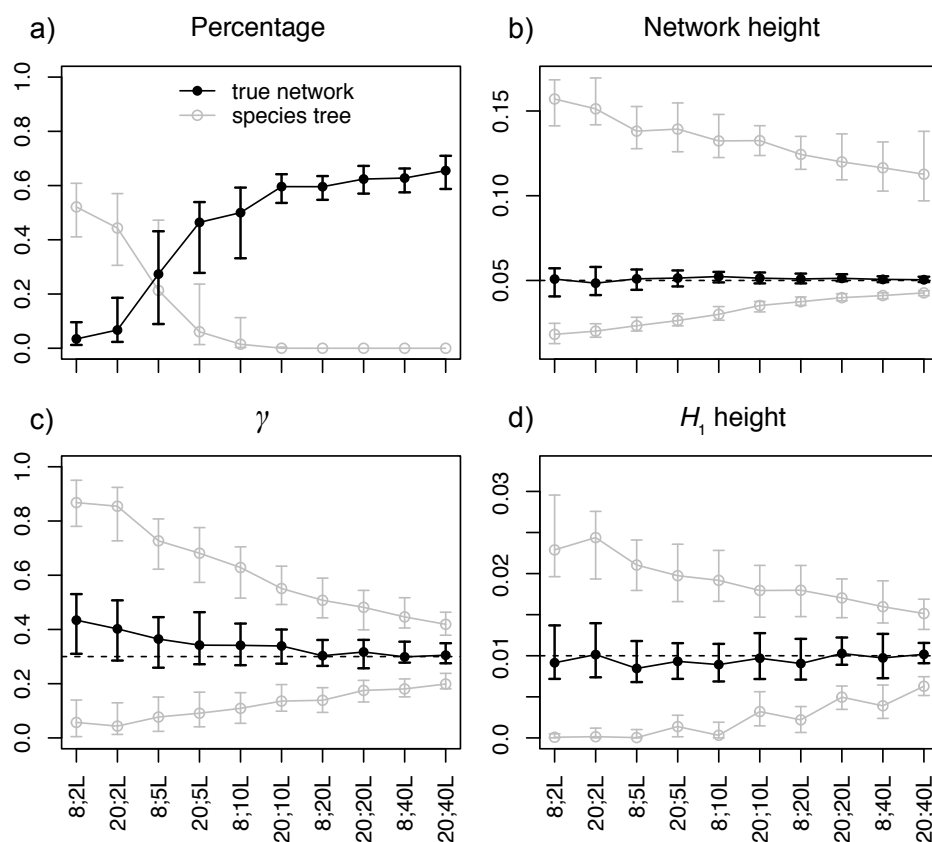 a) Percentage
1.0
0.8
0.6
0.4
0.2
0.0
true network
species tree
b) Network height
0.15
0.10
0.05
c) γ
1.0
0.8
0.6
0.4
0.2
0.0
8;2L
20;2L
8;5L
20;5L
8;10L
20;10L
8;20L
20;20L
8;40L
20;40L
d) H1 height
0.03
0.02
0.01
0.0
8;2L
20;2L
8;5L
20;5L
8;10L
20;10L
8;20L
20;20L
8;40L
20;40L